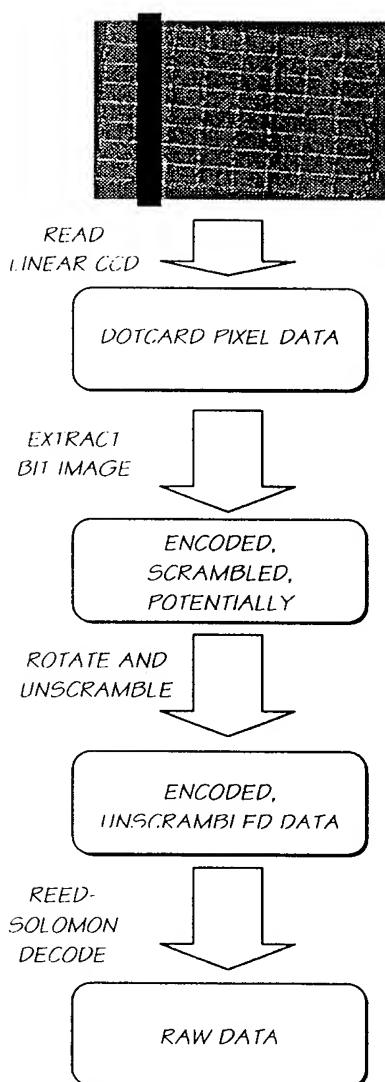 READ
LINEAR CCD
DOTCARD PIXEL DATA
EXTRACT
BIT IMAGE
ENCODED,
SCRAMBLED,
POTENTIALLY
ROTATE AND
UNSCRAMBLE
ENCODED,
UNSCRAMBLED DATA
REED-
SOLOMON
DECODE
RAW DATA